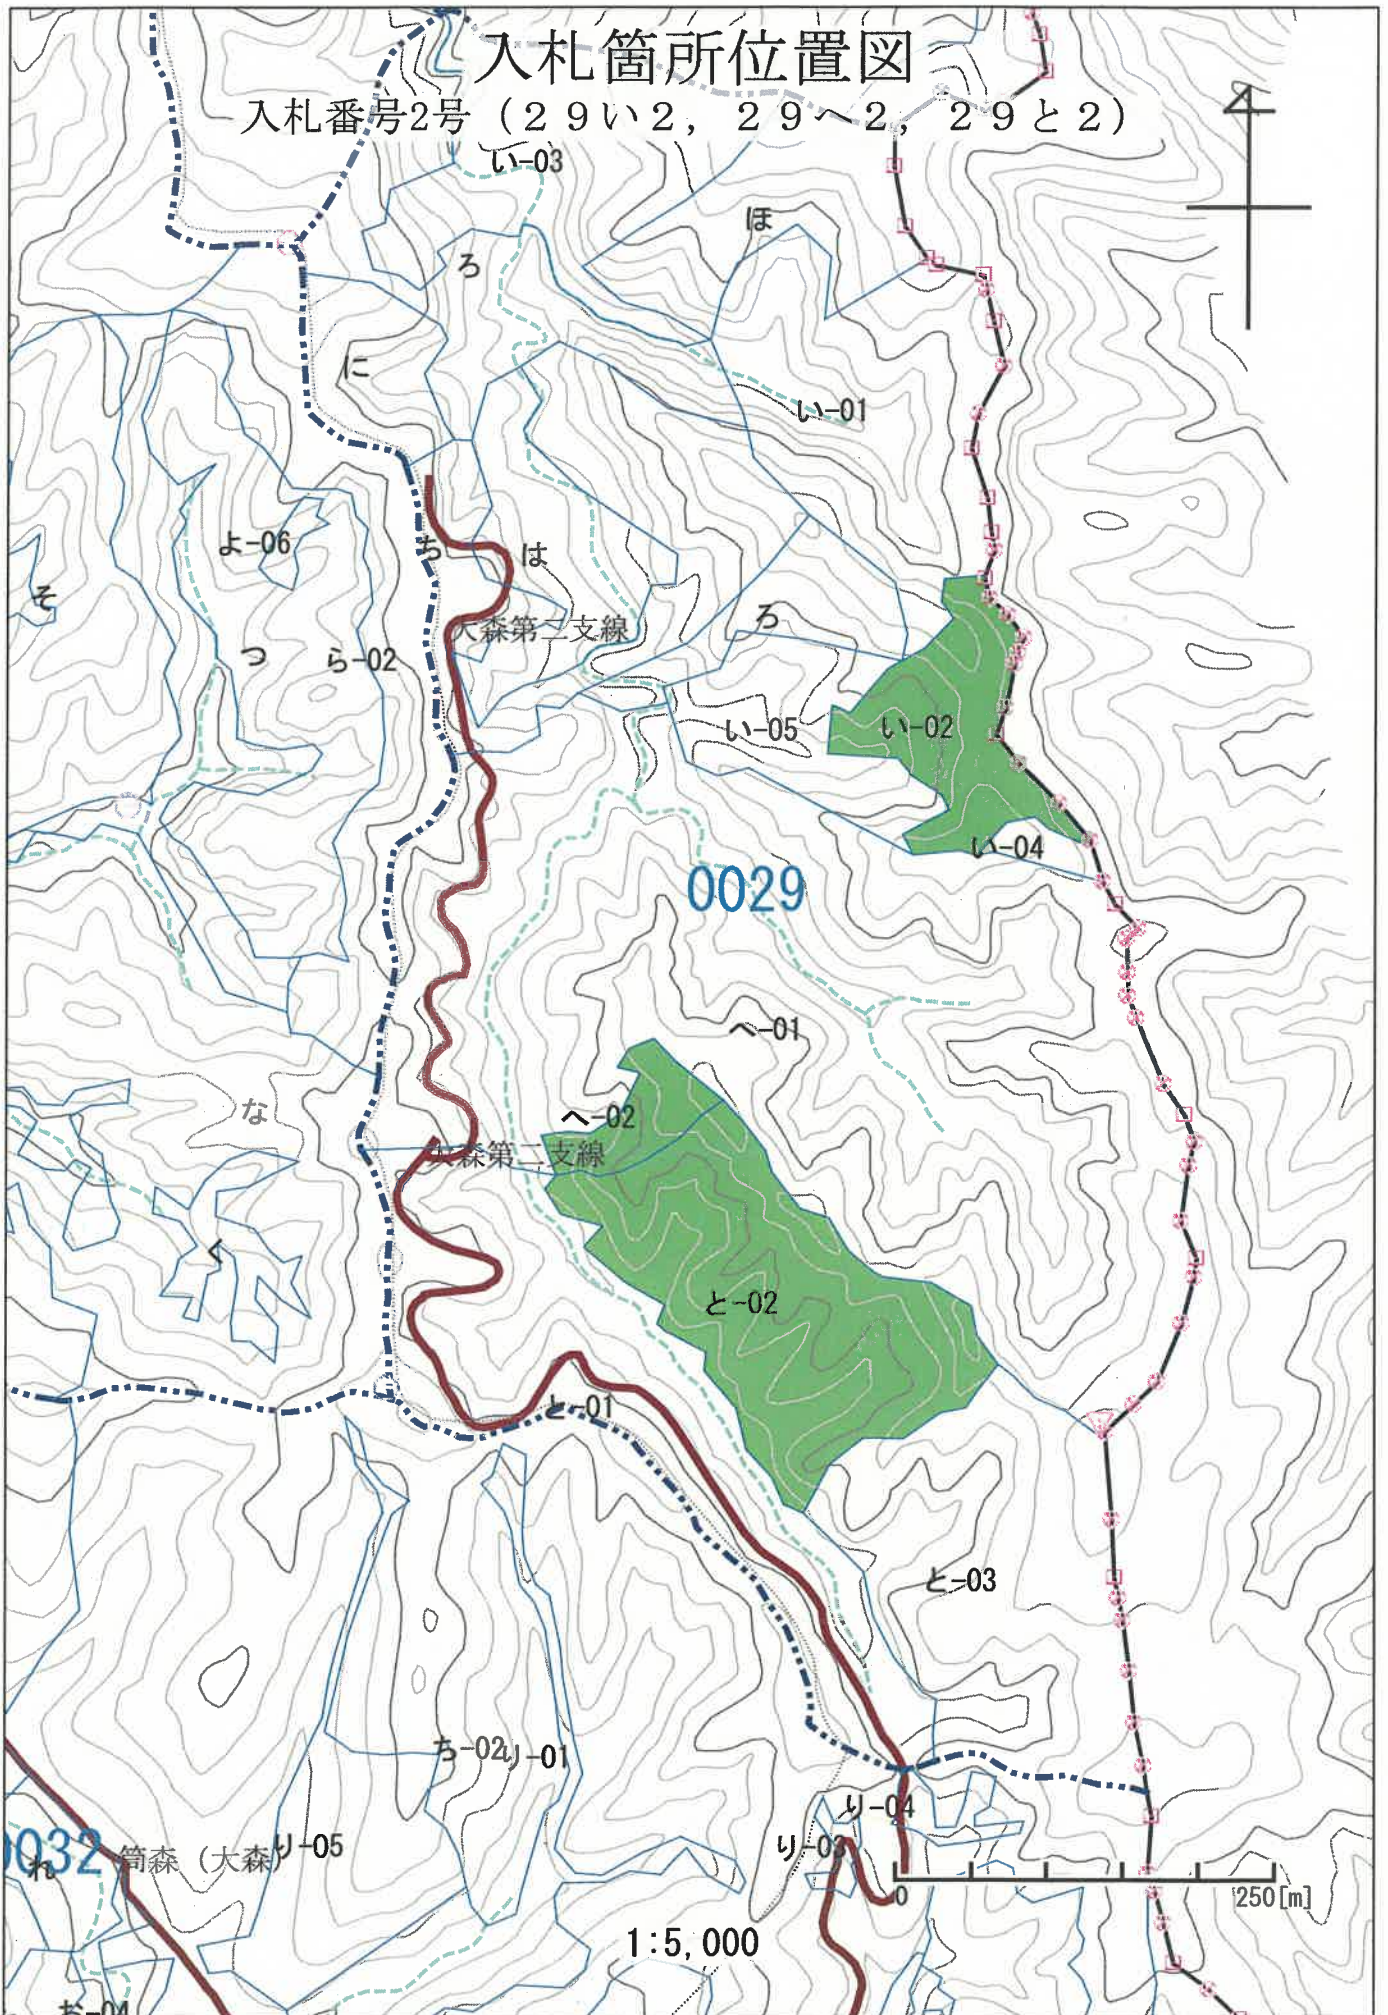 入札箇所位置図
入札番号2号（２９い２，２９へ２，２９と２）
い-03
ほ
ろ
に
い-01
よ-06
ち
は
そ
大森第二支線
ろ
つ
ら-02
い-05
い-02
い-04
0029
へ-01
な
へ-02
大森第二支線
く
と-02
と-01
と-03
ち-02
り-01
り-04
り-03
り-05
0032
れ
筒森（大森）
0
250[m]
1:5,000
お-04